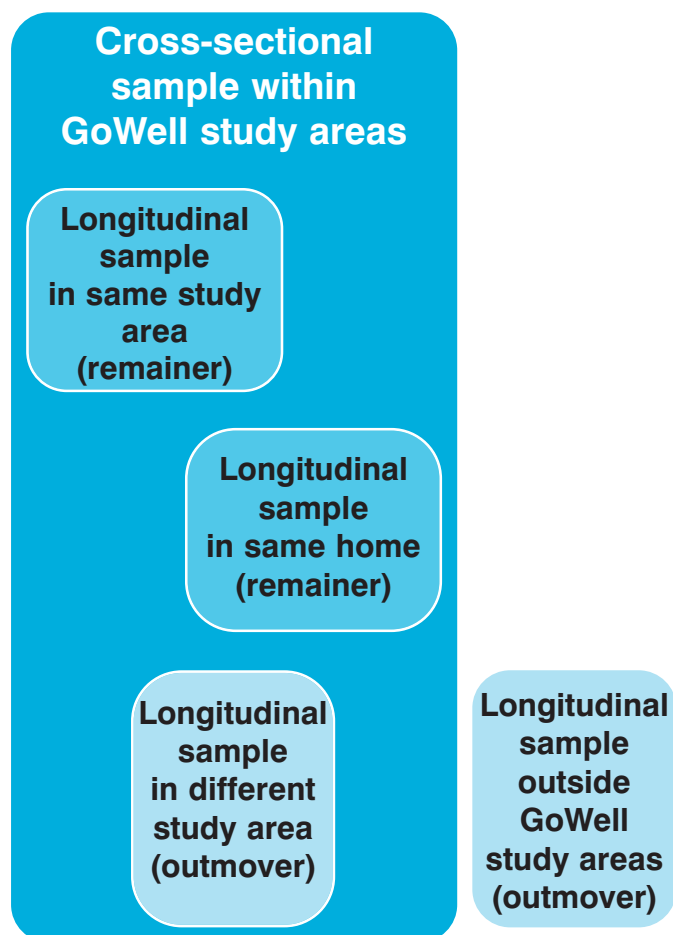 Cross-sectional
sample within
GoWell study areas
Longitudinal
sample
in same study
area
(remainer)
Longitudinal
sample
in same home
(remainer)
Longitudinal
sample
in different
study area
(outmover)
Longitudinal
sample
outside
GoWell
study areas
(outmover)